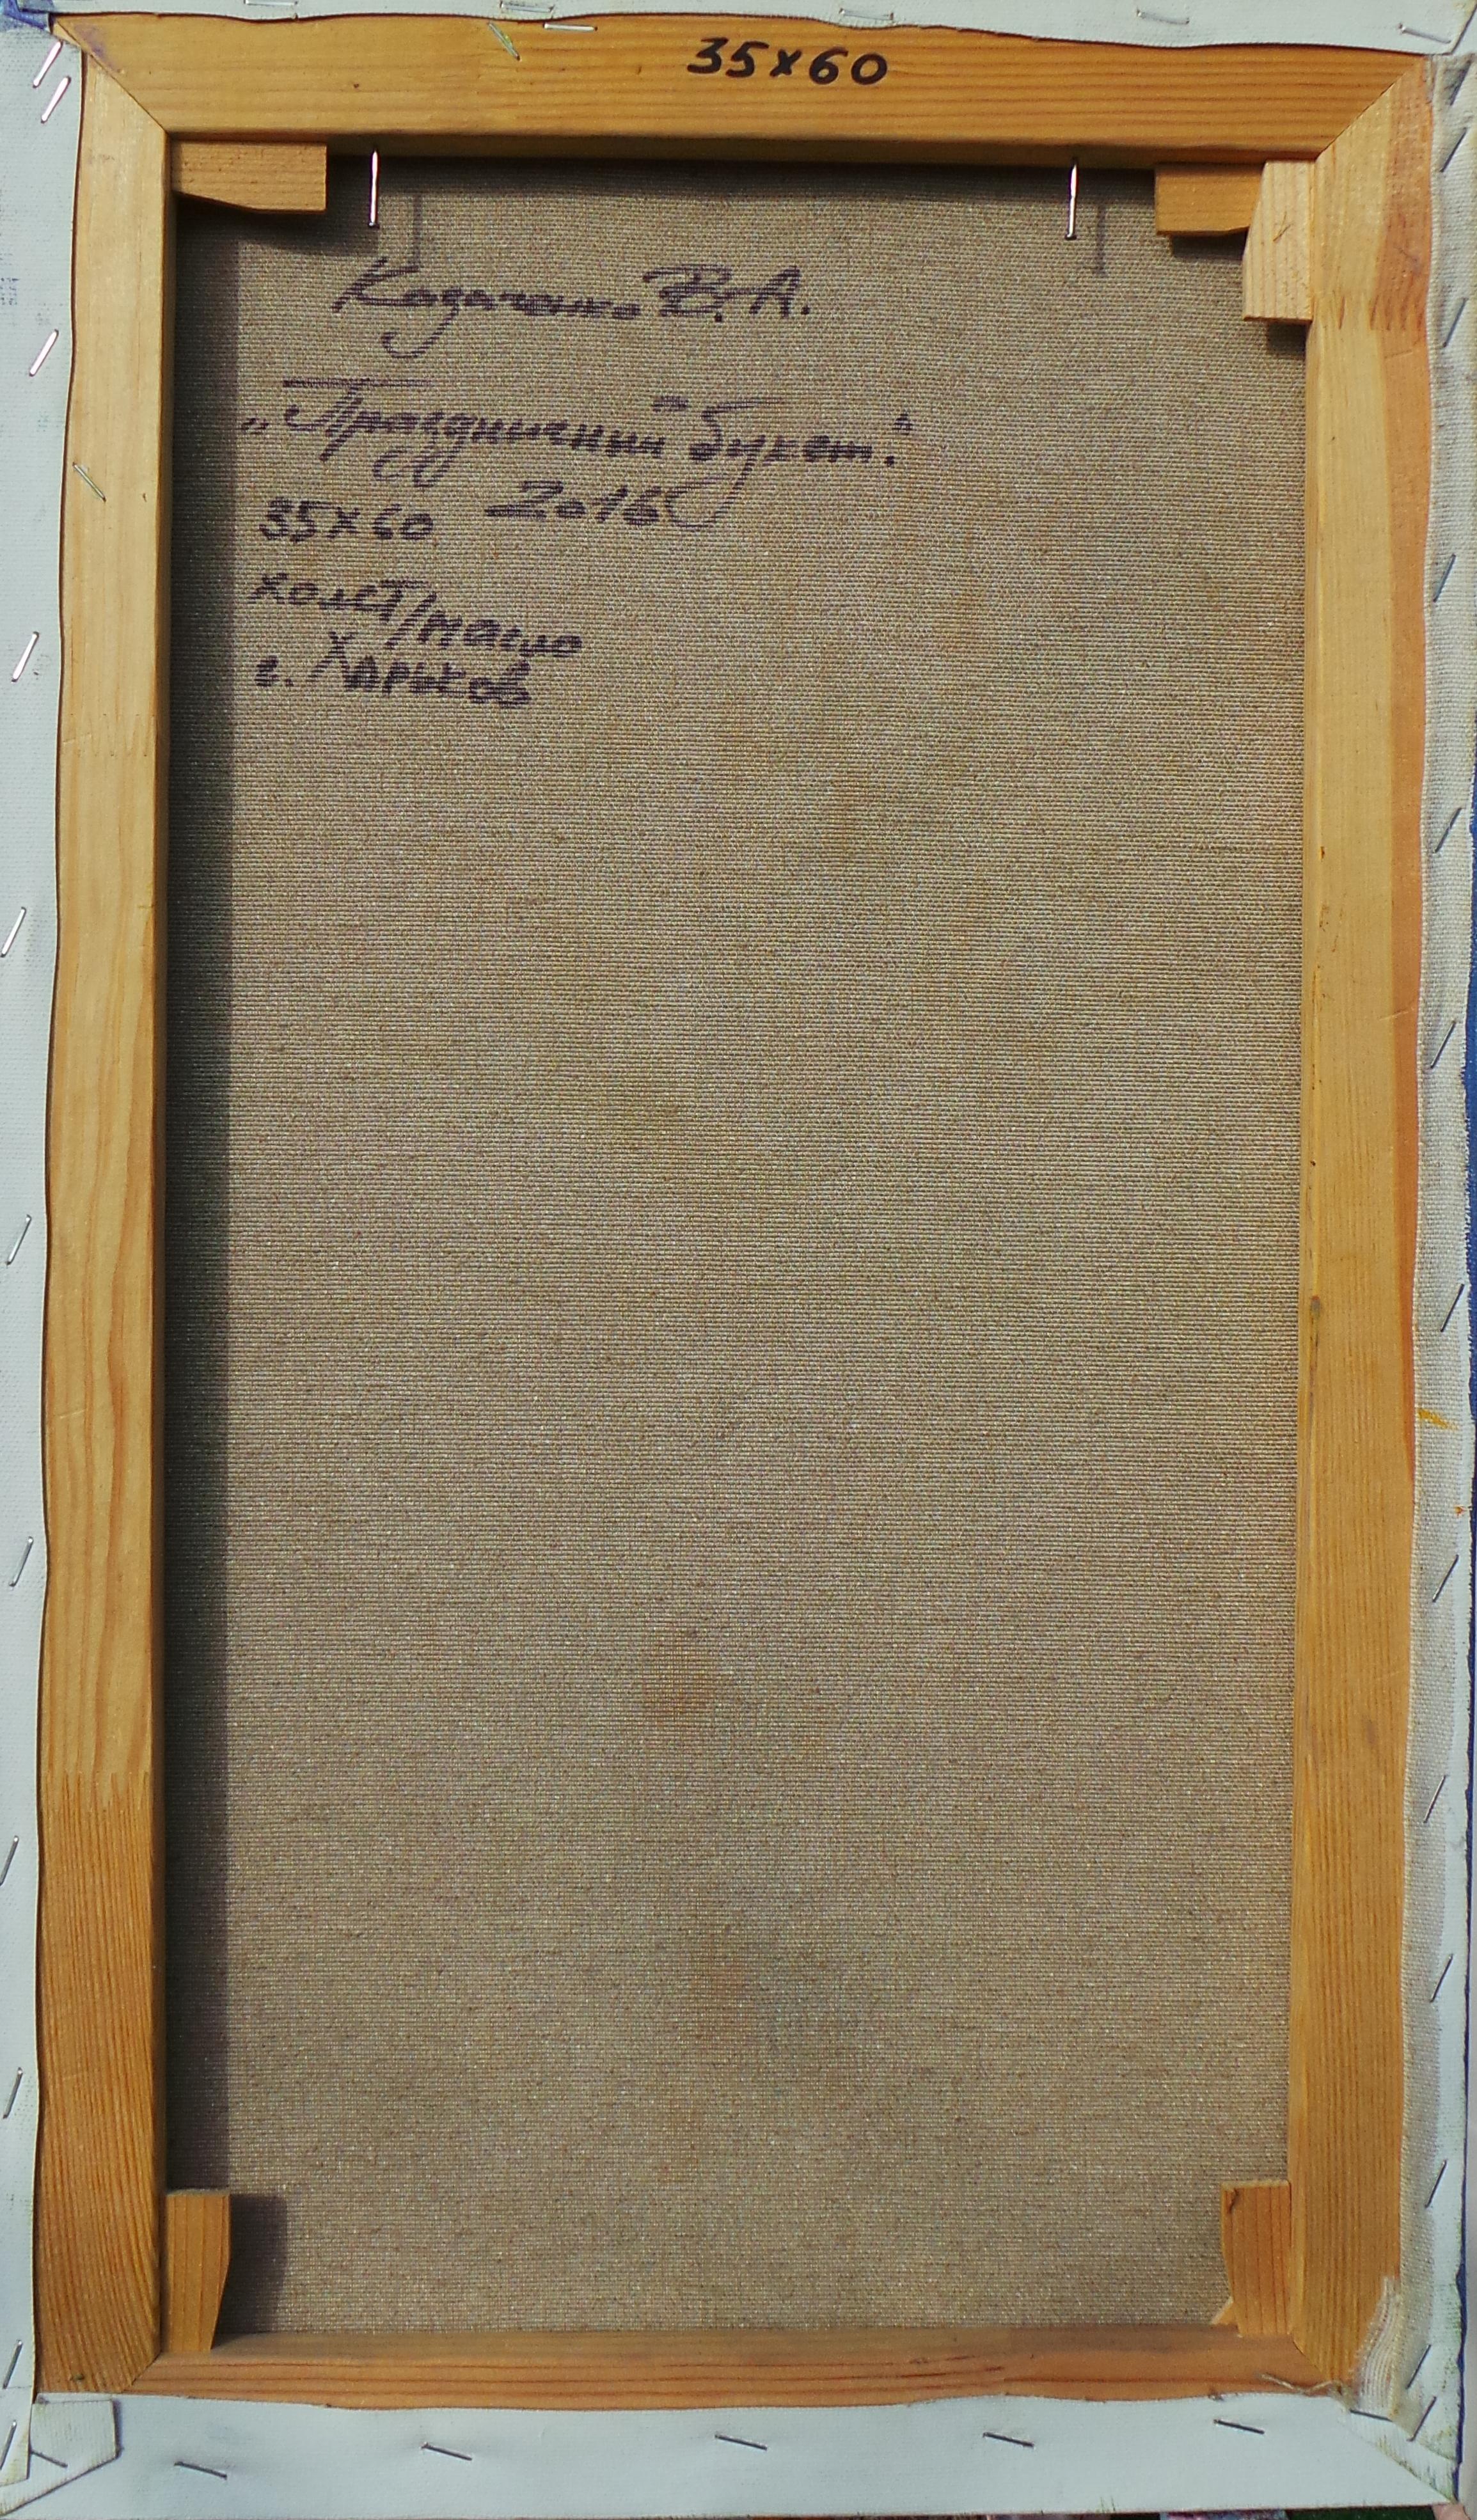 35x60
Казаченко В.А.
„Праздничный букет."
35x60 2016
холст/масло
г. Харьков